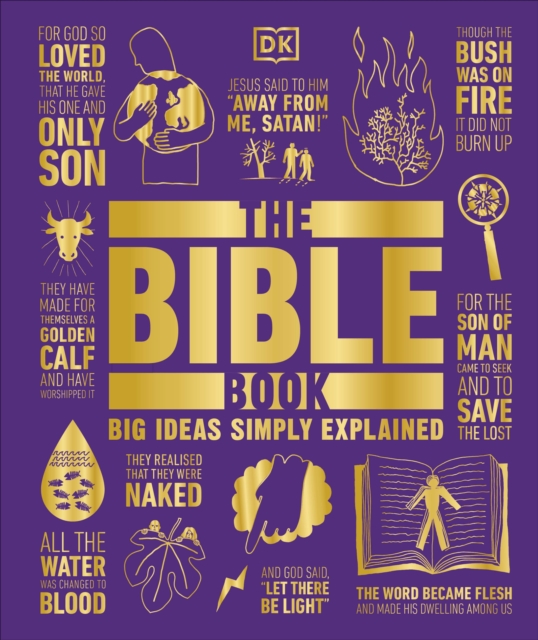 DK
FOR GOD SO
LOVED
THE WORLD,
THAT HE GAVE
HIS ONE AND
ONLY
SON
JESUS SAID TO HIM
"AWAY FROM
ME, SATAN!"
THOUGH THE
BUSH
WAS ON
FIRE
IT DID NOT
BURN UP
THE
BIBLE
BOOK
BIG IDEAS SIMPLY EXPLAINED
THEY HAVE
MADE FOR
THEMSELVES A
GOLDEN
CALF
AND HAVE
WORSHIPPED IT
FOR THE
SON OF
MAN
CAME TO SEEK
AND TO
SAVE
THE LOST
THEY REALISED
THAT THEY WERE
NAKED
ALL THE
WATER
WAS CHANGED TO
BLOOD
AND GOD SAID,
"LET THERE
BE LIGHT"
THE WORD BECAME FLESH
AND MADE HIS DWELLING AMONG US